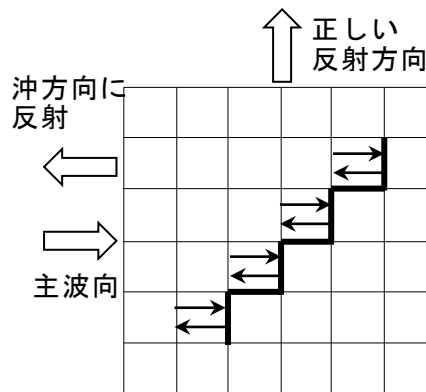 正しい
反射方向
沖方向に
反射
主波向